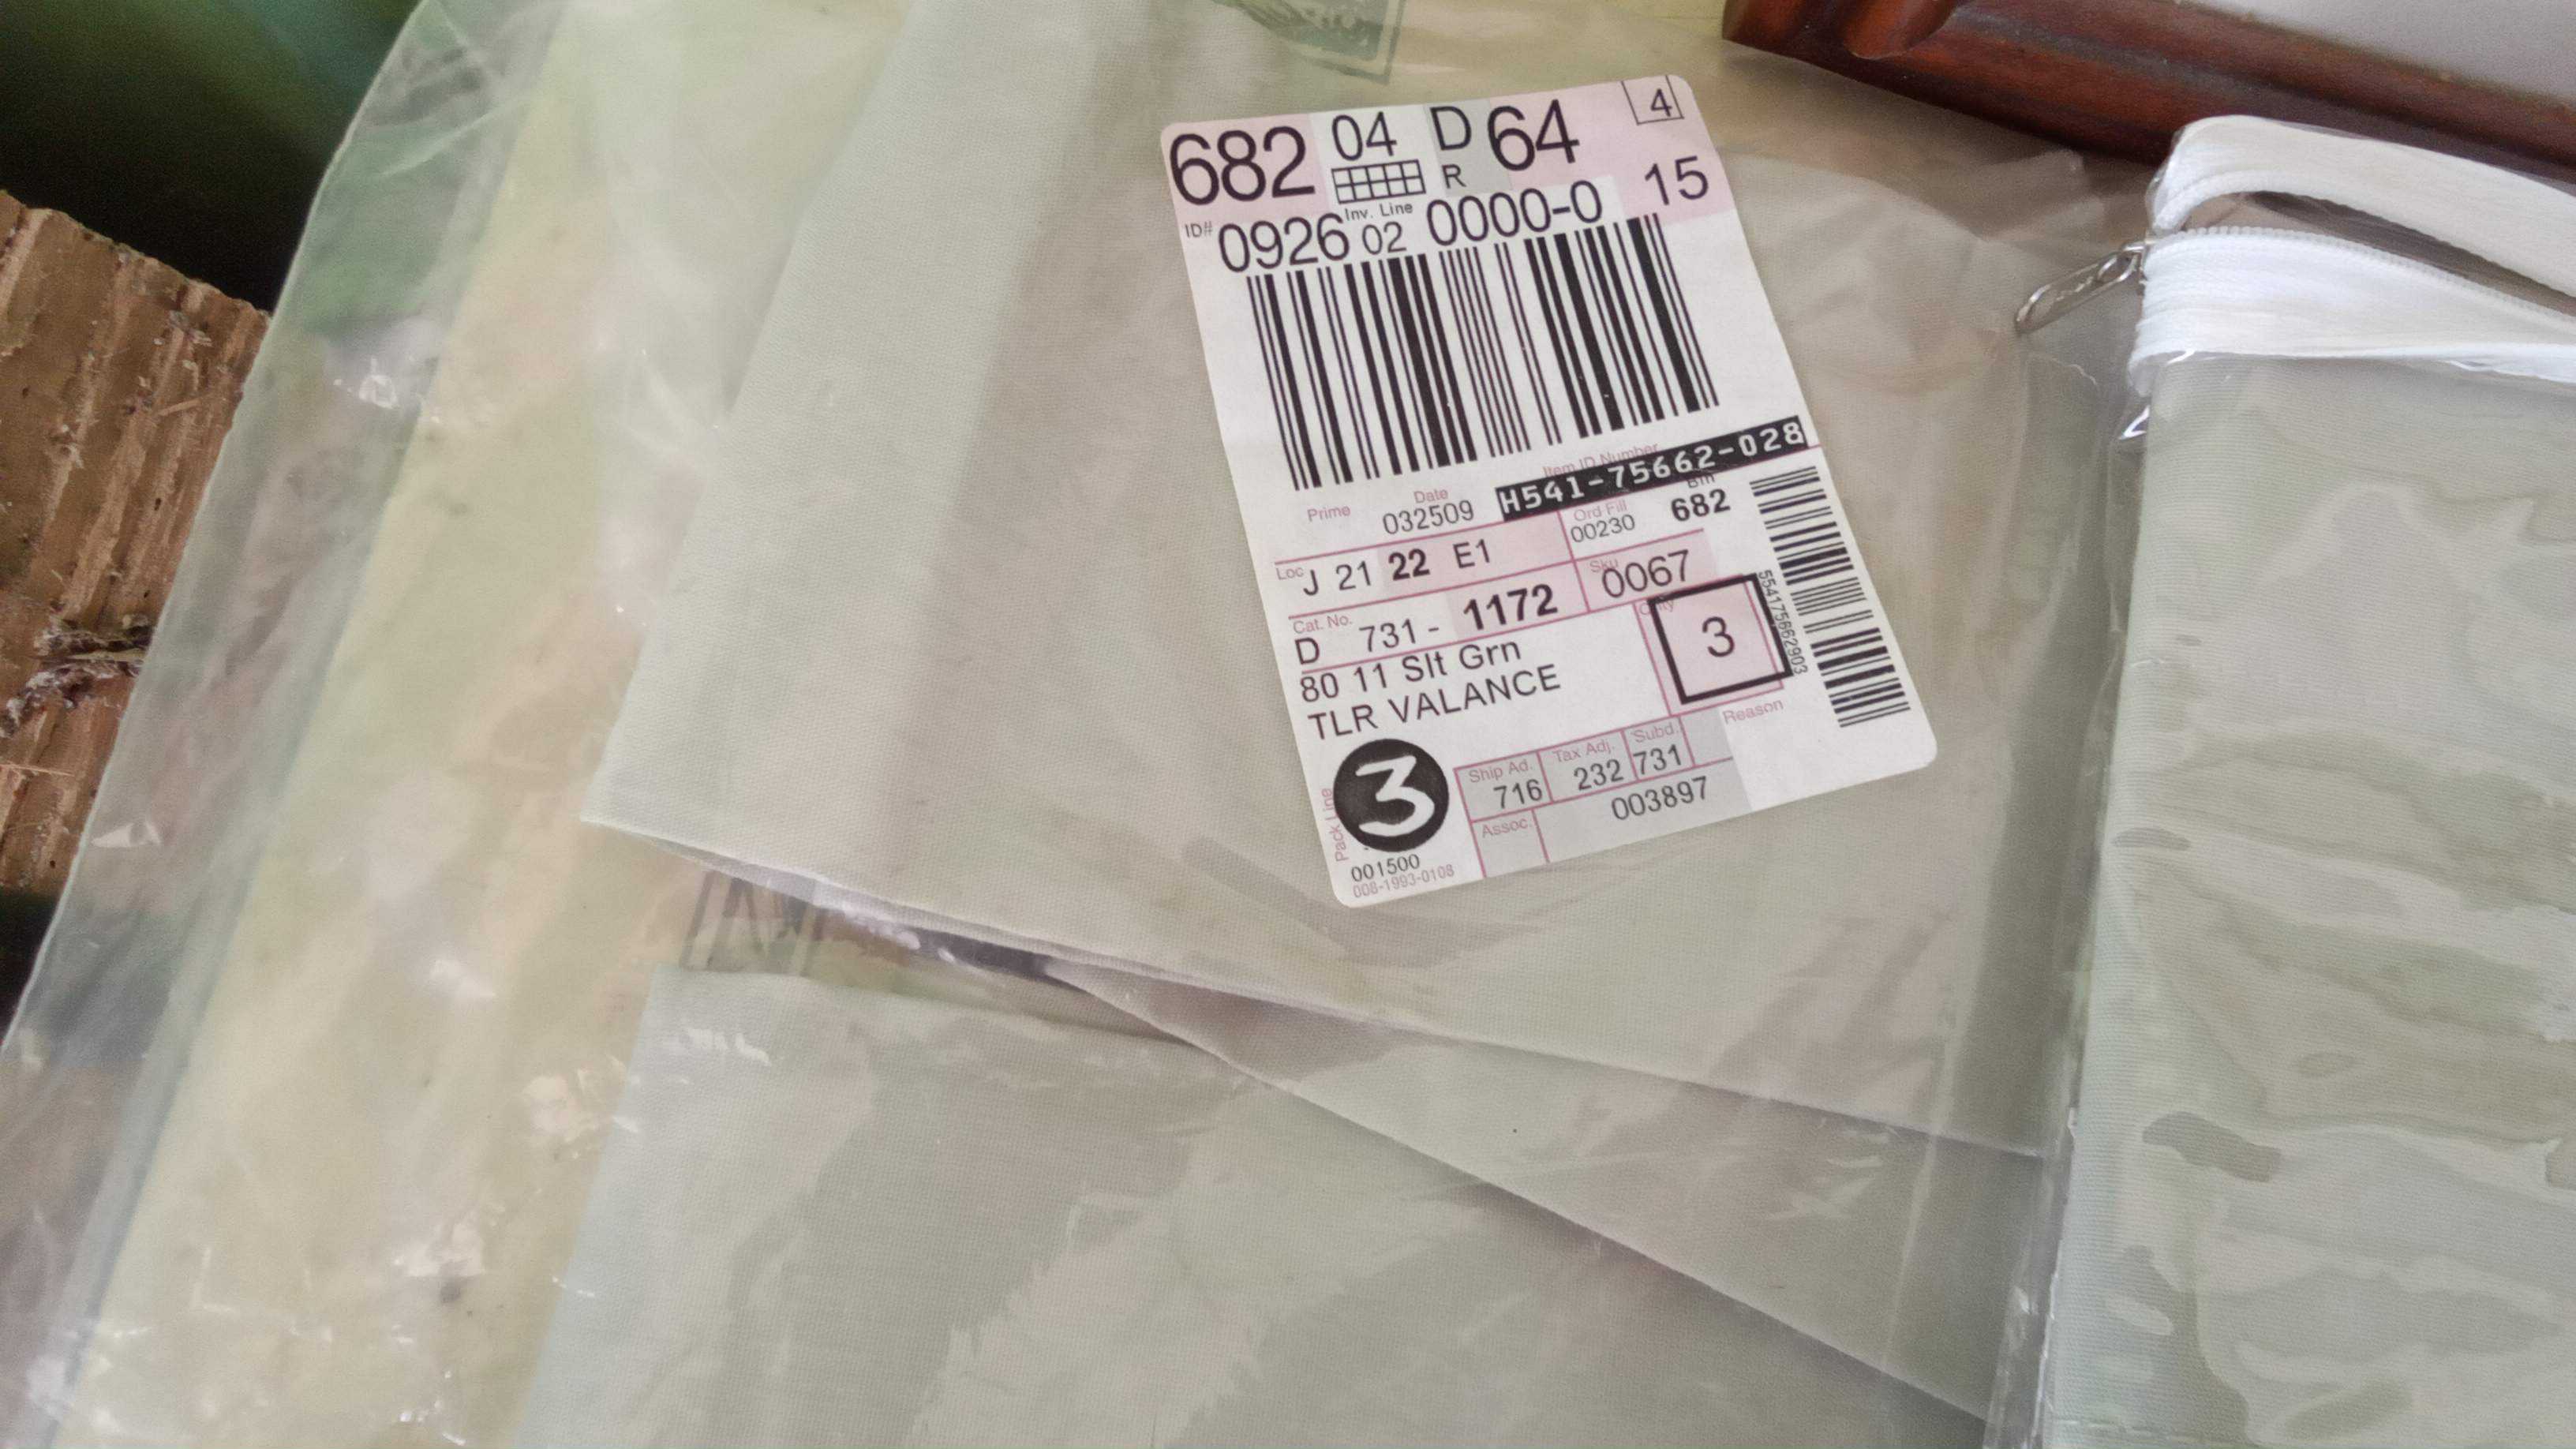 682 04 D 64 4
R 15
Inv. Line
ID# 0926 02 0000-0
Item ID Number
H541-75662-028
Prime Date 032509 Ord Fill 00230 Bin 682
Loc J 21 22 E1
Cat. No. Sku 0067
D 731- 1172
80 11 Slt Grn
Qty 3
TLR VALANCE
554175662903
Reason
Pack Line 3
Ship Ad. 716 Tax Adj. 232 Subd. 731
Assoc. 003897
001500
008-1993-0108